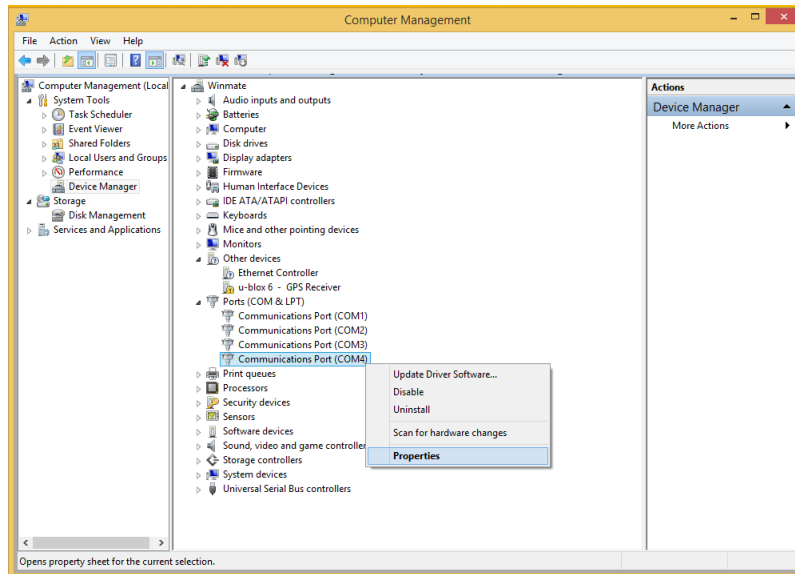 Computer Management
File Action View Help
Computer Management (Local
System Tools
Task Scheduler
Event Viewer
Shared Folders
Local Users and Groups
Performance
Device Manager
Storage
Disk Management
Services and Applications
Winmate
Audio inputs and outputs
Batteries
Computer
Disk drives
Display adapters
Firmware
Human Interface Devices
IDE ATA/ATAPI controllers
Keyboards
Mice and other pointing devices
Monitors
Other devices
Ethernet Controller
u-blox 6 - GPS Receiver
Ports (COM & LPT)
Communications Port (COM1)
Communications Port (COM2)
Communications Port (COM3)
Communications Port (COM4)
Print queues
Processors
Security devices
Sensors
Software devices
Sound, video and game controller
Storage controllers
System devices
Universal Serial Bus controllers
Update Driver Software...
Disable
Uninstall
Scan for hardware changes
Properties
Actions
Device Manager
More Actions
Opens property sheet for the current selection.